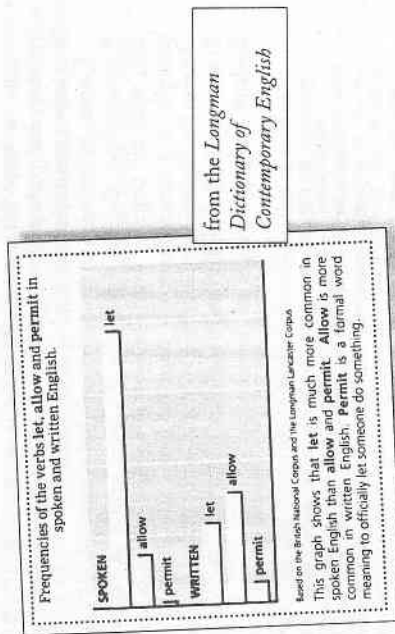 Frequencies of the verbs let, allow and permit in
spoken and written English.
SPOKEN
let
allow
permit
WRITTEN
let
allow
permit
Based on the British National Corpus and the Longman Lancaster Corpus
This graph shows that let is much more common in
spoken English than allow and permit. Allow is more
common in written English. Permit is a formal word
meaning to officially let someone do something.
from the Longman
Dictionary of
Contemporary English